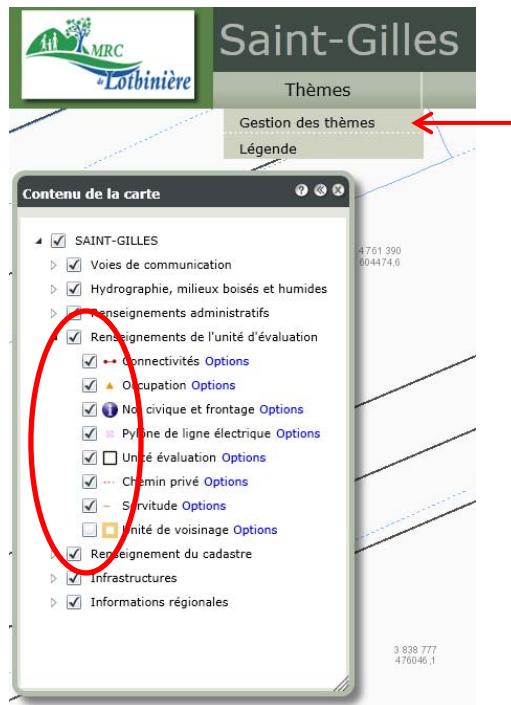 MRC
de Lotbinière
Saint-Gilles
Thèmes
Gestion des thèmes
Légende
Contenu de la carte
SAINT-GILLES
Voies de communication
Hydrographie, milieux boisés et humides
Renseignements administratifs
Renseignements de l'unité d'évaluation
Connectivités Options
Occupation Options
No. civique et frontage Options
Pylône de ligne électrique Options
Unité évaluation Options
Chemin privé Options
Servitude Options
Unité de voisinage Options
Renseignement du cadastre
Infrastructures
Informations régionales
4 761 390
604474,6
3 838 777
476046,1